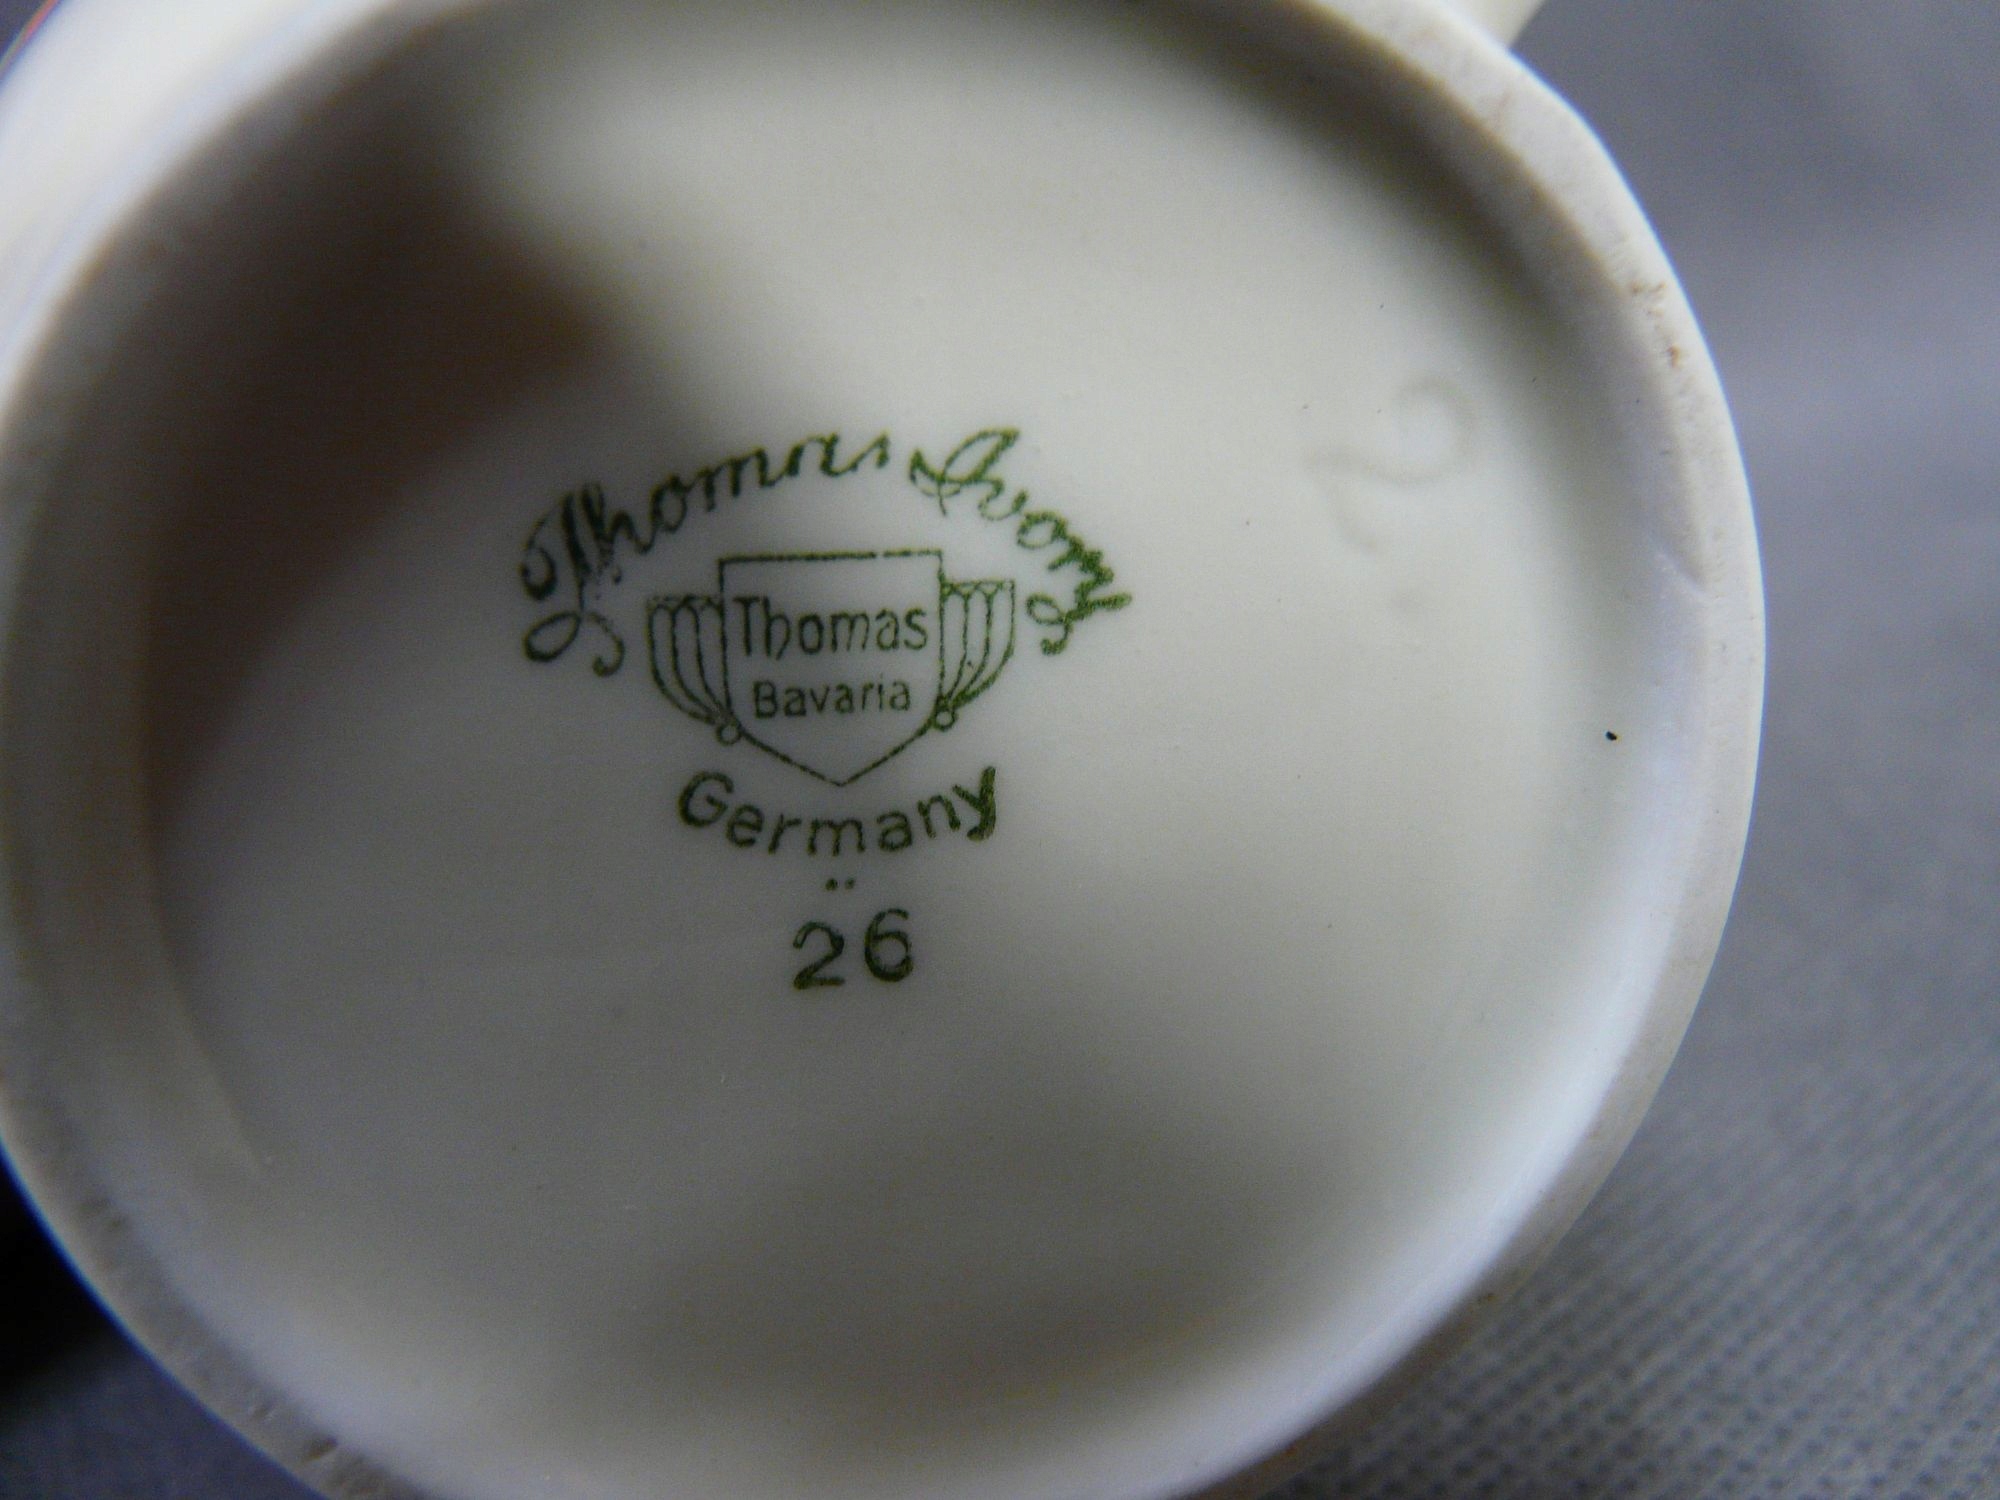 Thomas Ivory
Thomas
Bavaria
Germany
26